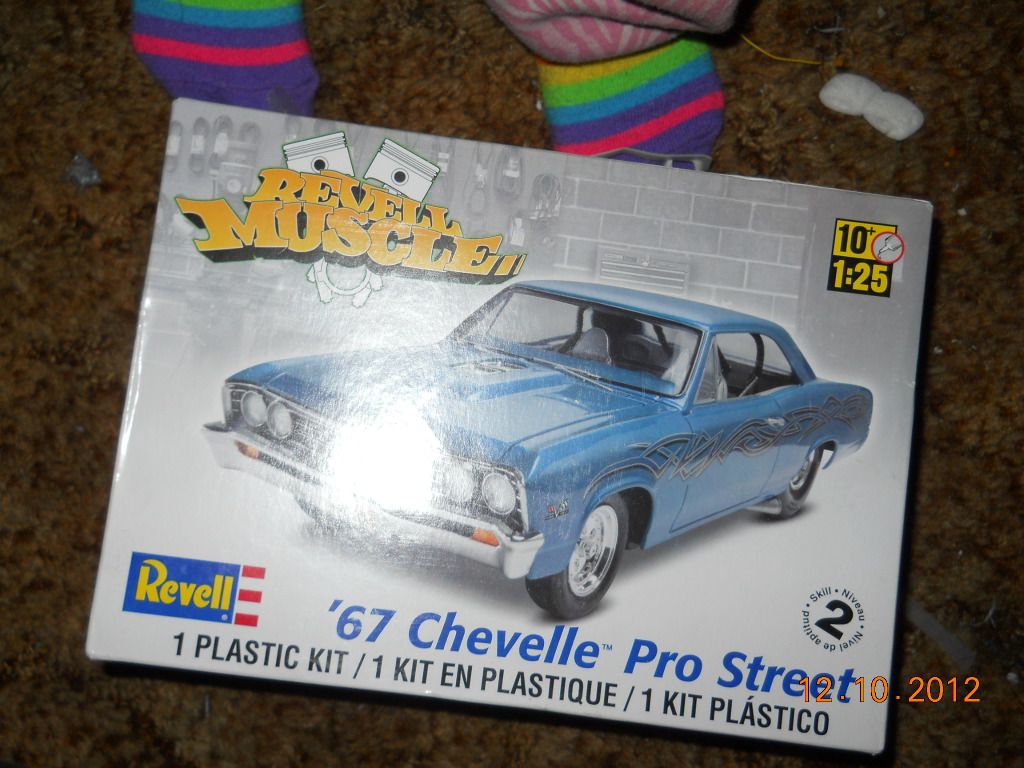 REVELL
MUSCLE
10+
1:25
Revell
'67 Chevelle™ Pro Street
1 PLASTIC KIT / 1 KIT EN PLASTIQUE / 1 KIT PLÁSTICO
• Skill • Niveau • Nivel de aptitud
2
12.10.2012